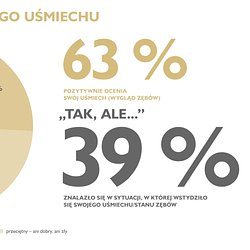 GO UŚMIECHU
%
63 %
POZYTYWNIE OCENIA
SWÓJ UŚMIECH (WYGLĄD ZĘBÓW)
„TAK, ALE...”
39 %
ZNALAZŁO SIĘ W SYTUACJI, W KTÓREJ WSTYDZIŁO
SIĘ SWOJEGO UŚMIECHU/STANU ZĘBÓW
przeciętny – ani dobry, ani zły